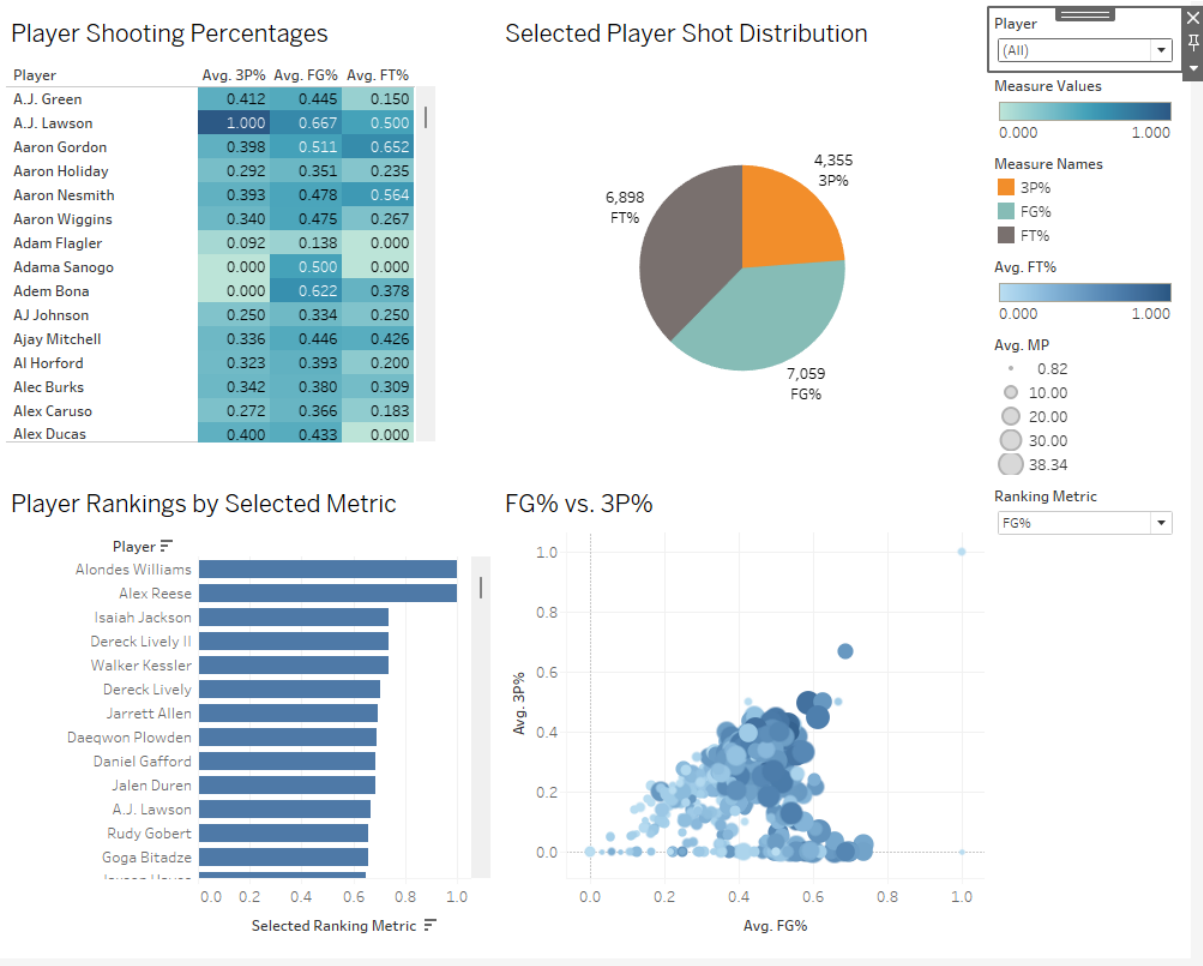 Player Shooting Percentages
Player Avg. 3P% Avg. FG% Avg. FT%
A.J. Green 0.412 0.445 0.150
A.J. Lawson 1.000 0.667 0.500
Aaron Gordon 0.398 0.511 0.652
Aaron Holiday 0.292 0.351 0.235
Aaron Nesmith 0.393 0.478 0.564
Aaron Wiggins 0.340 0.475 0.267
Adam Flagler 0.092 0.138 0.000
Adama Sanogo 0.000 0.500 0.000
Adem Bona 0.000 0.622 0.378
AJ Johnson 0.250 0.334 0.250
Ajay Mitchell 0.336 0.446 0.426
Al Horford 0.323 0.393 0.200
Alec Burks 0.342 0.380 0.309
Alex Caruso 0.272 0.366 0.183
Alex Ducas 0.400 0.433 0.000
Selected Player Shot Distribution
4,355
3P%
6,898
FT%
7,059
FG%
Player
(All)
Measure Values
0.000 1.000
Measure Names
3P%
FG%
FT%
Avg. FT%
0.000 1.000
Avg. MP
0.82
10.00
20.00
30.00
38.34
Ranking Metric
FG%
Player Rankings by Selected Metric
Player
Alondes Williams
Alex Reese
Isaiah Jackson
Dereck Lively II
Walker Kessler
Dereck Lively
Jarrett Allen
Daeqwon Plowden
Daniel Gafford
Jalen Duren
A.J. Lawson
Rudy Gobert
Goga Bitadze
0.0 0.2 0.4 0.6 0.8 1.0
Selected Ranking Metric
FG% vs. 3P%
1.0
0.8
0.6
0.4
0.2
0.0
Avg. 3P%
0.0 0.2 0.4 0.6 0.8 1.0
Avg. FG%